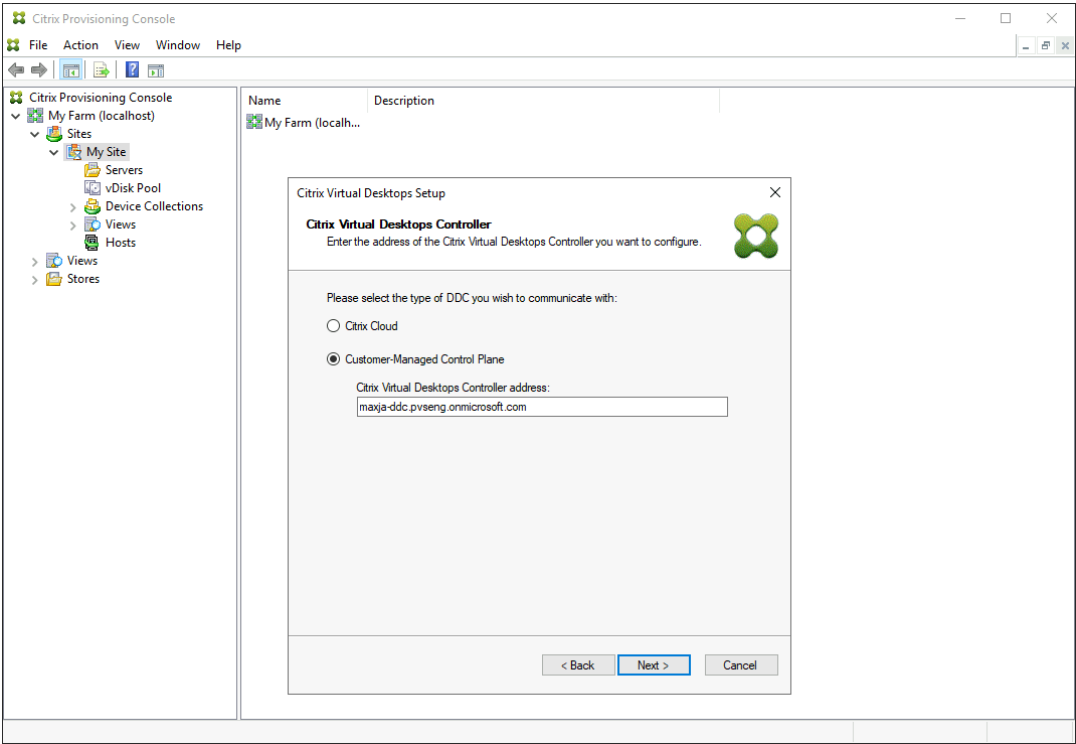 Citrix Provisioning Console
File Action View Window Help
Citrix Provisioning Console
My Farm (localhost)
Sites
My Site
Servers
vDisk Pool
Device Collections
Views
Hosts
Views
Stores
Name Description
My Farm (localh...
Citrix Virtual Desktops Setup
Citrix Virtual Desktops Controller
Enter the address of the Citrix Virtual Desktops Controller you want to configure.
Please select the type of DDC you wish to communicate with:
Citrix Cloud
Customer-Managed Control Plane
Citrix Virtual Desktops Controller address:
maxja-ddc.pvseng.onmicrosoft.com
< Back Next > Cancel